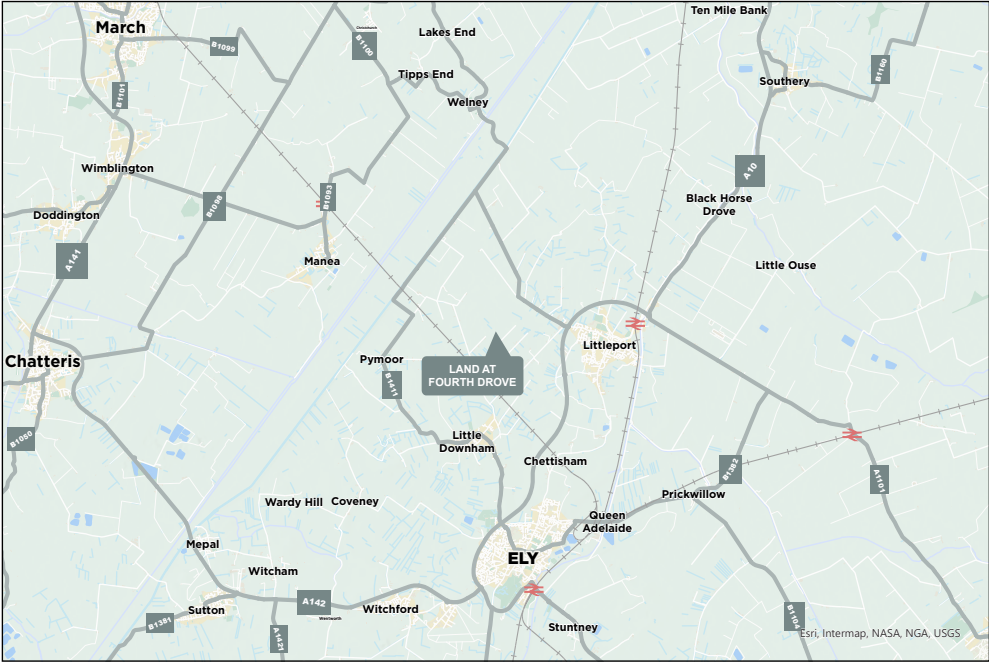 Ten Mile Bank
March
Christchurch
Lakes End
B1099
B1100
Tipps End
Southery
B1160
B1101
Welney
Wimblington
A10
B1098
B1093
Black Horse
Drove
Doddington
A141
Manea
Little Ouse
Littleport
Chatteris
Pymoor
LAND AT
FOURTH DROVE
B1411
B1050
Little
Downham
Chettisham
B1382
A1101
Prickwillow
Wardy Hill
Coveney
Queen
Adelaide
Mepal
ELY
Witcham
A142
Sutton
Witchford
Wentworth
B1381
A1421
Stuntney
B1104
Esri, Intermap, NASA, NGA, USGS